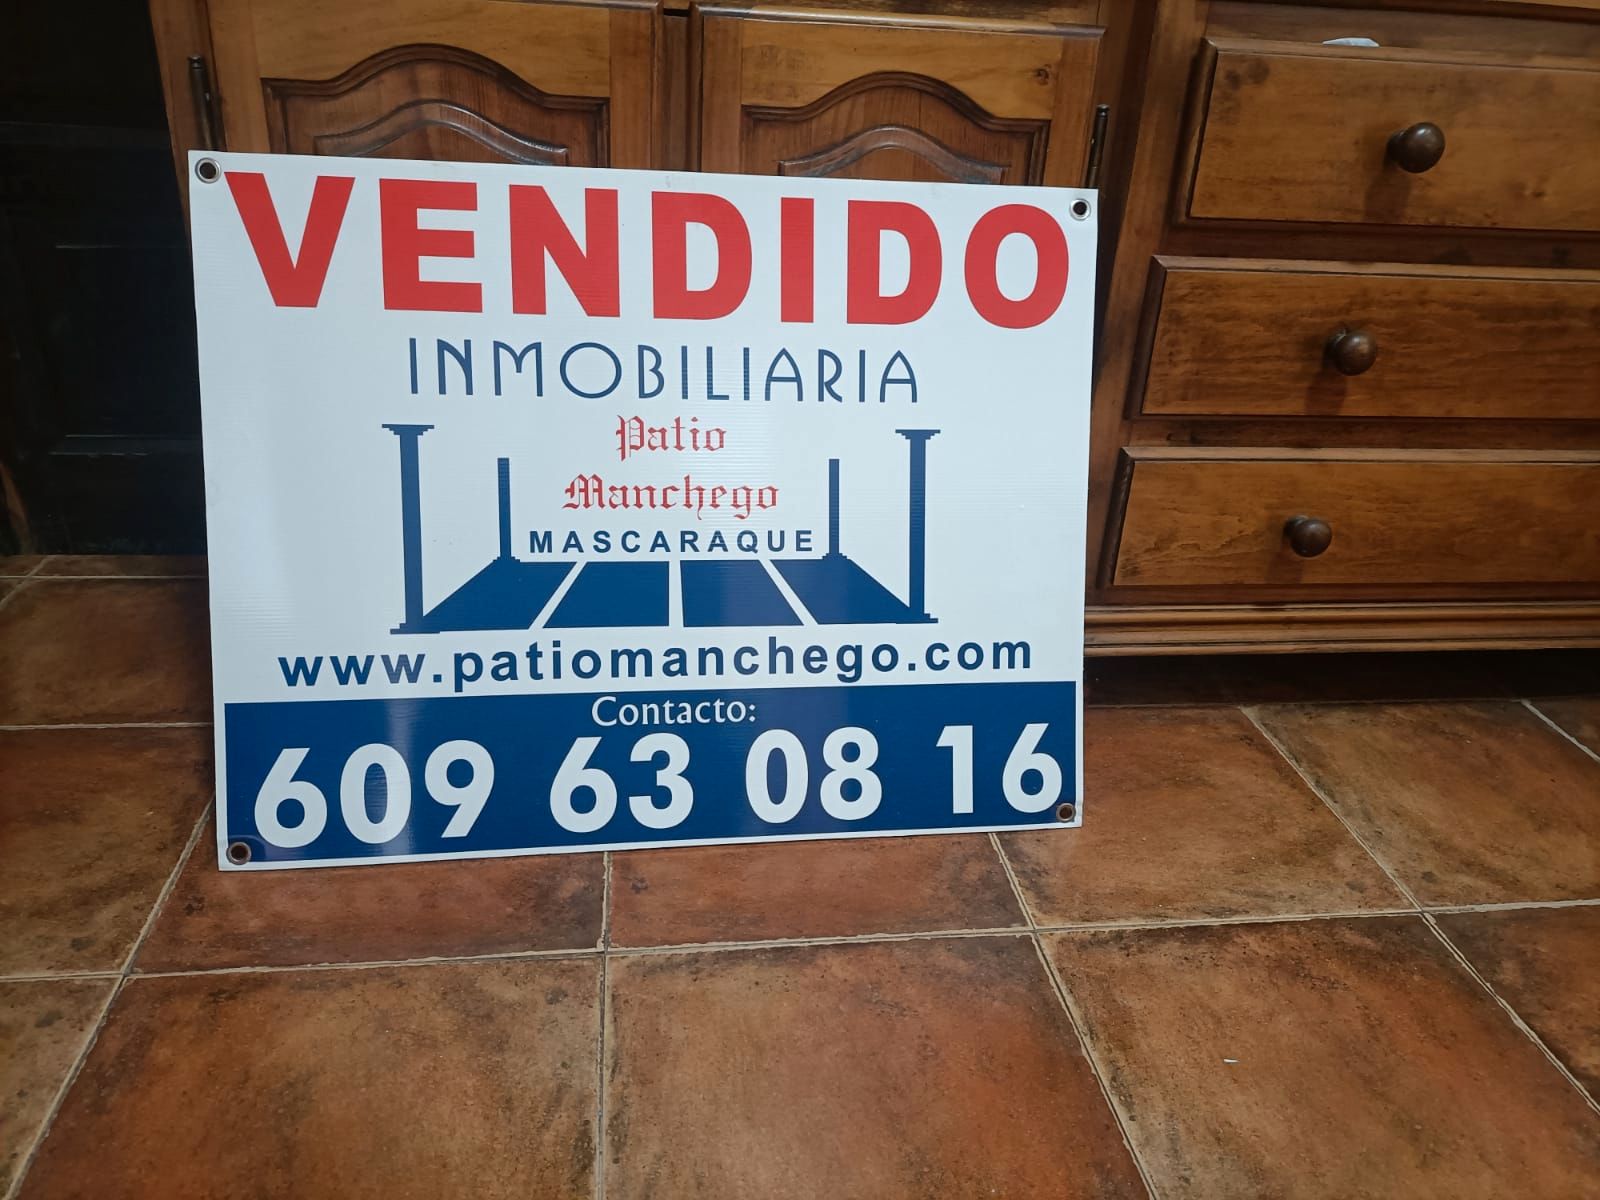 VENDIDO
INMOBILIARIA
Patio
Manchego
MASCARAQUE
www.patiomanchego.com
Contacto:
609 63 08 16